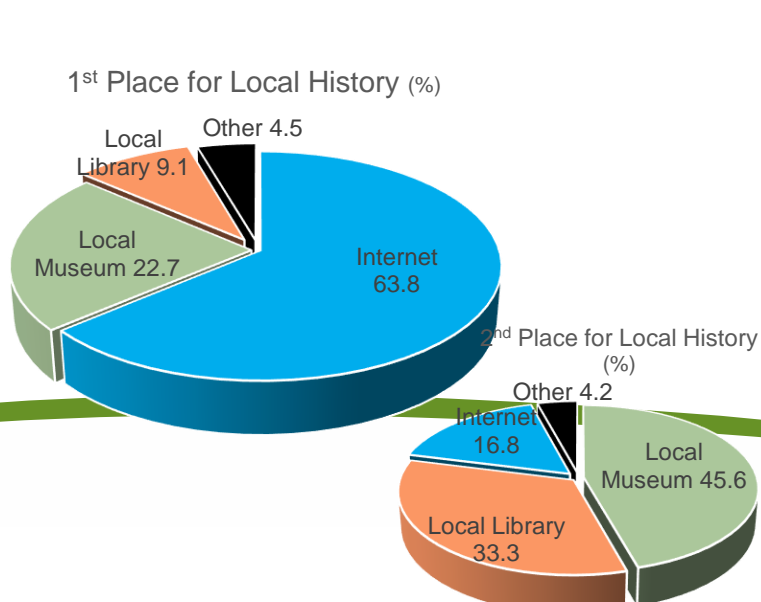 1st Place for Local History (%)
Other 4.5
Local
Library 9.1
Local
Museum 22.7
Internet
63.8
2nd Place for Local History
(%)
Other 4.2
Internet
16.8
Local
Museum 45.6
Local Library
33.3